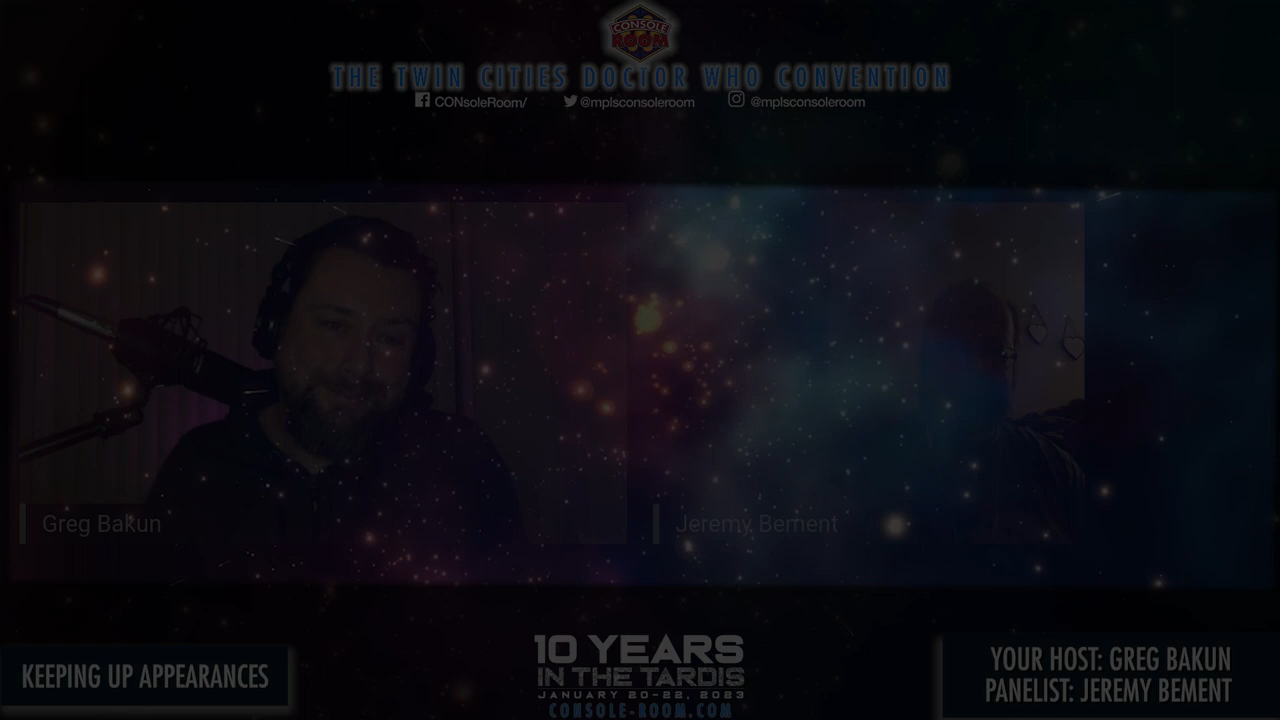 CONSOLE
ROOM
THE TWIN CITIES DOCTOR WHO CONVENTION
CONsoleRoom/ @mplsconsoleroom @mplsconsoleroom
Greg Bakun
Jeremy Bement
KEEPING UP APPEARANCES
10 YEARS
IN THE TARDIS
JANUARY 20-22, 2023
CONSOLE-ROOM.COM
YOUR HOST: GREG BAKUN
PANELIST: JEREMY BEMENT